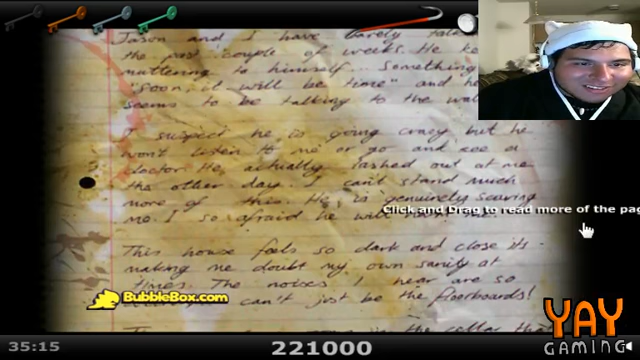 Jason and I have barely
the past couple of weeks. He
muttering to himself... Something
"soon, it will be time" and he
seems to be talking to the
I suspect he is going crazy but he
won't listen to me or go and see a
doctor. He actually lashed out at me
the other day. I can't stand much
more of this. He is genuinely scaring
me. I so afraid he will
Click and Drag to read more of the pag
This house feels so dark and close its
making me doubt my own sanity at
times. The noises I hear are so
can't just be the floorboards!
BubbleBox.com
in the cellar
YAY
GAMING
35:15
221000